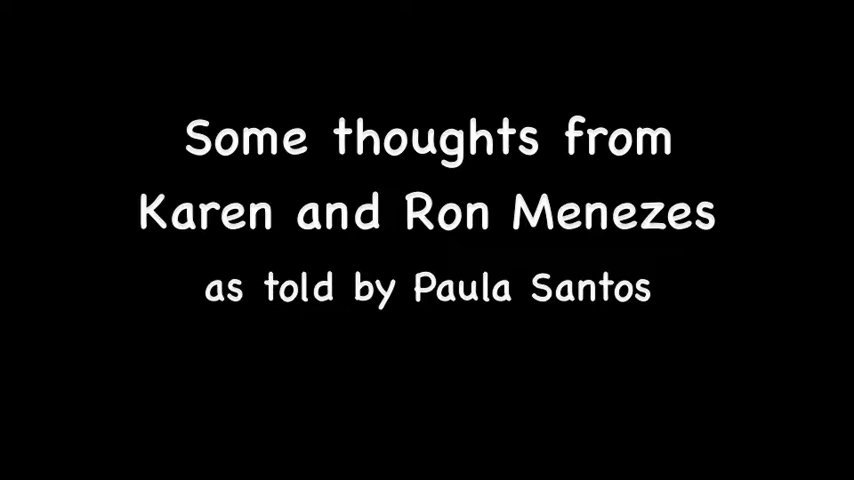 Some thoughts from
Karen and Ron Menezes
as told by Paula Santos